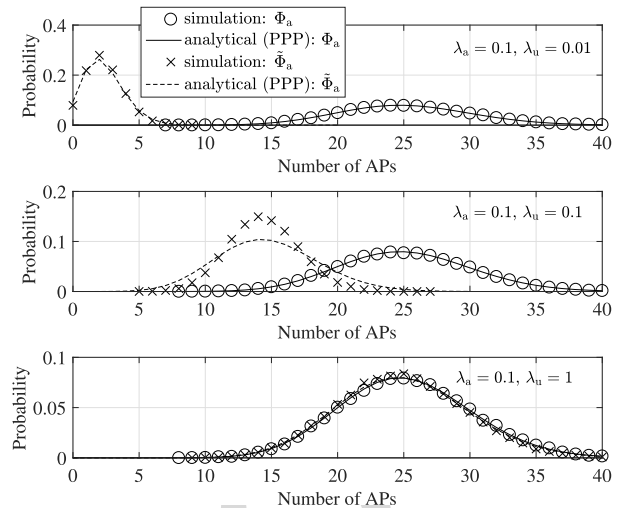 simulation: Φₐ
analytical (PPP): Φₐ
simulation: Φ̃ₐ
analytical (PPP): Φ̃ₐ
0.4
0.2
0
Probability
λₐ = 0.1, λᵤ = 0.01
0 5 10 15 20 25 30 35 40
Number of APs
0.2
0.1
0
Probability
λₐ = 0.1, λᵤ = 0.1
0 5 10 15 20 25 30 35 40
Number of APs
0.1
0.05
0
Probability
λₐ = 0.1, λᵤ = 1
0 5 10 15 20 25 30 35 40
Number of APs